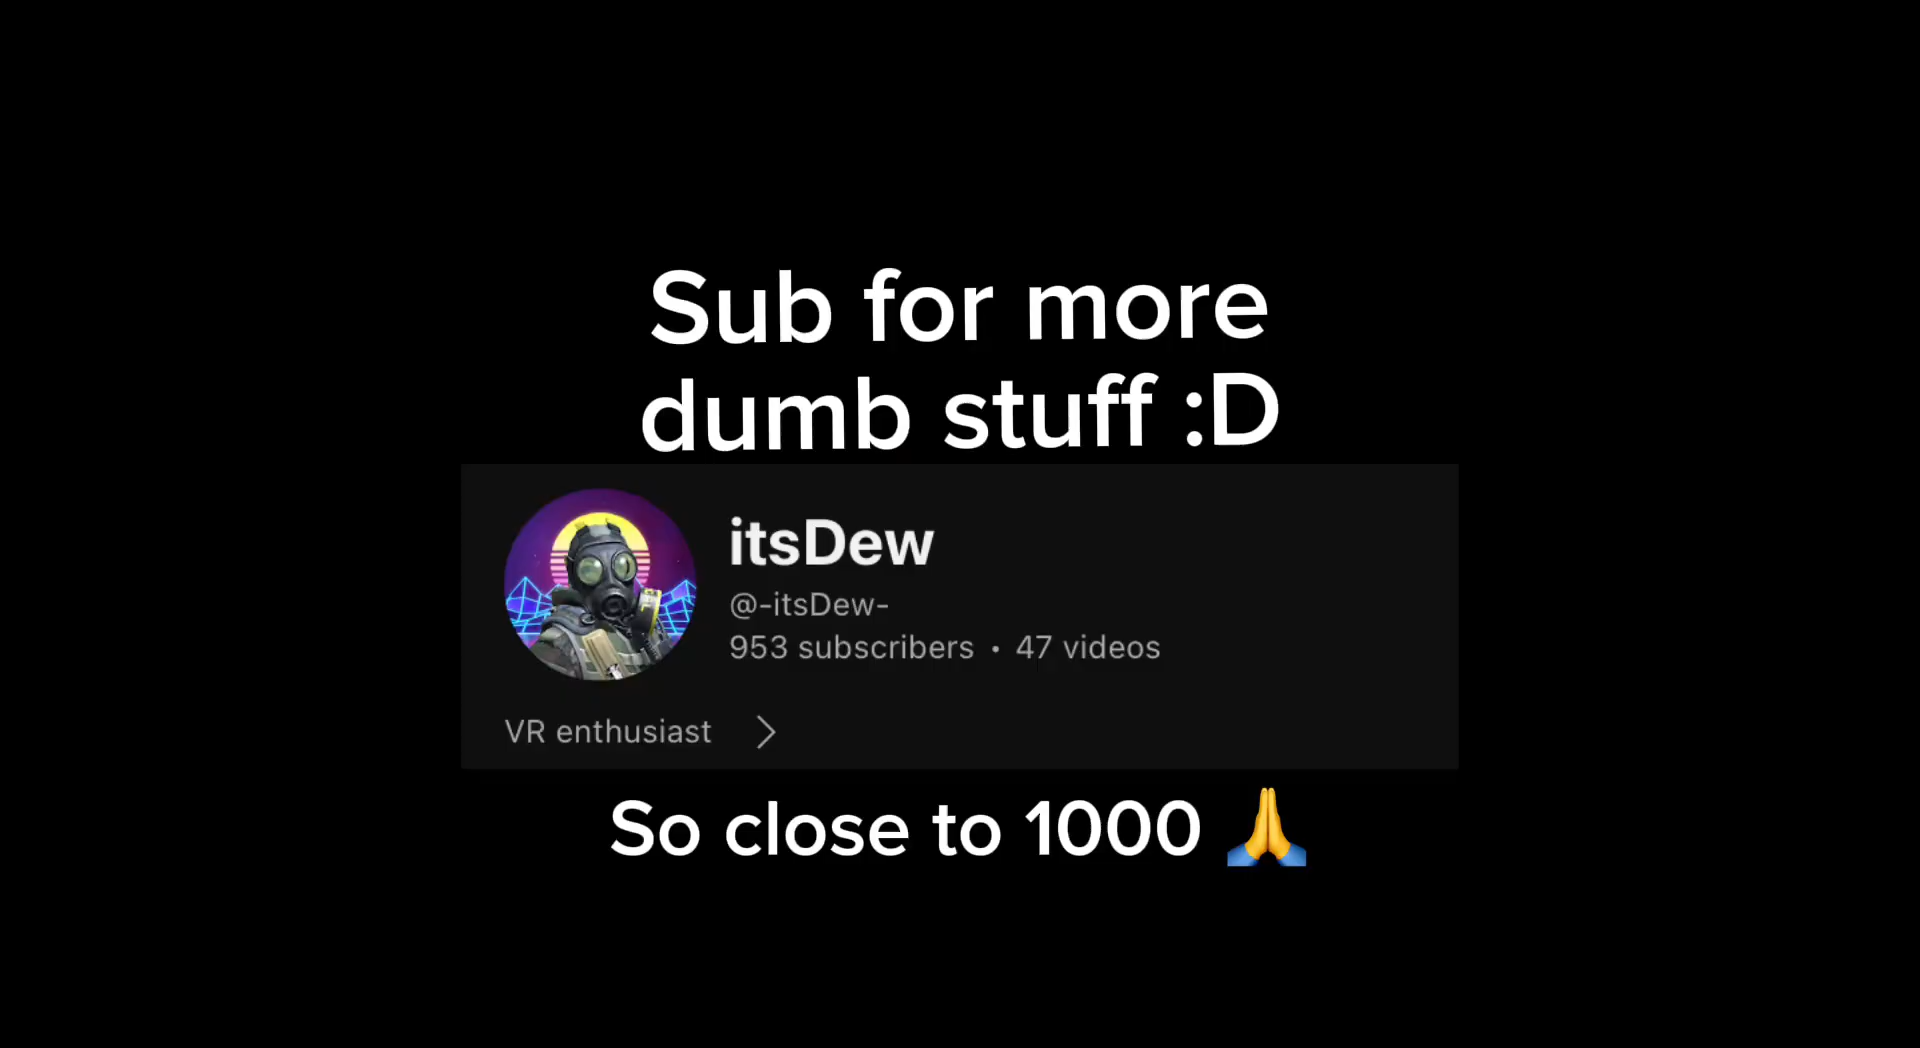 Sub for more
dumb stuff :D
itsDew
@-itsDew-
953 subscribers • 47 videos
VR enthusiast >
So close to 1000 🙏